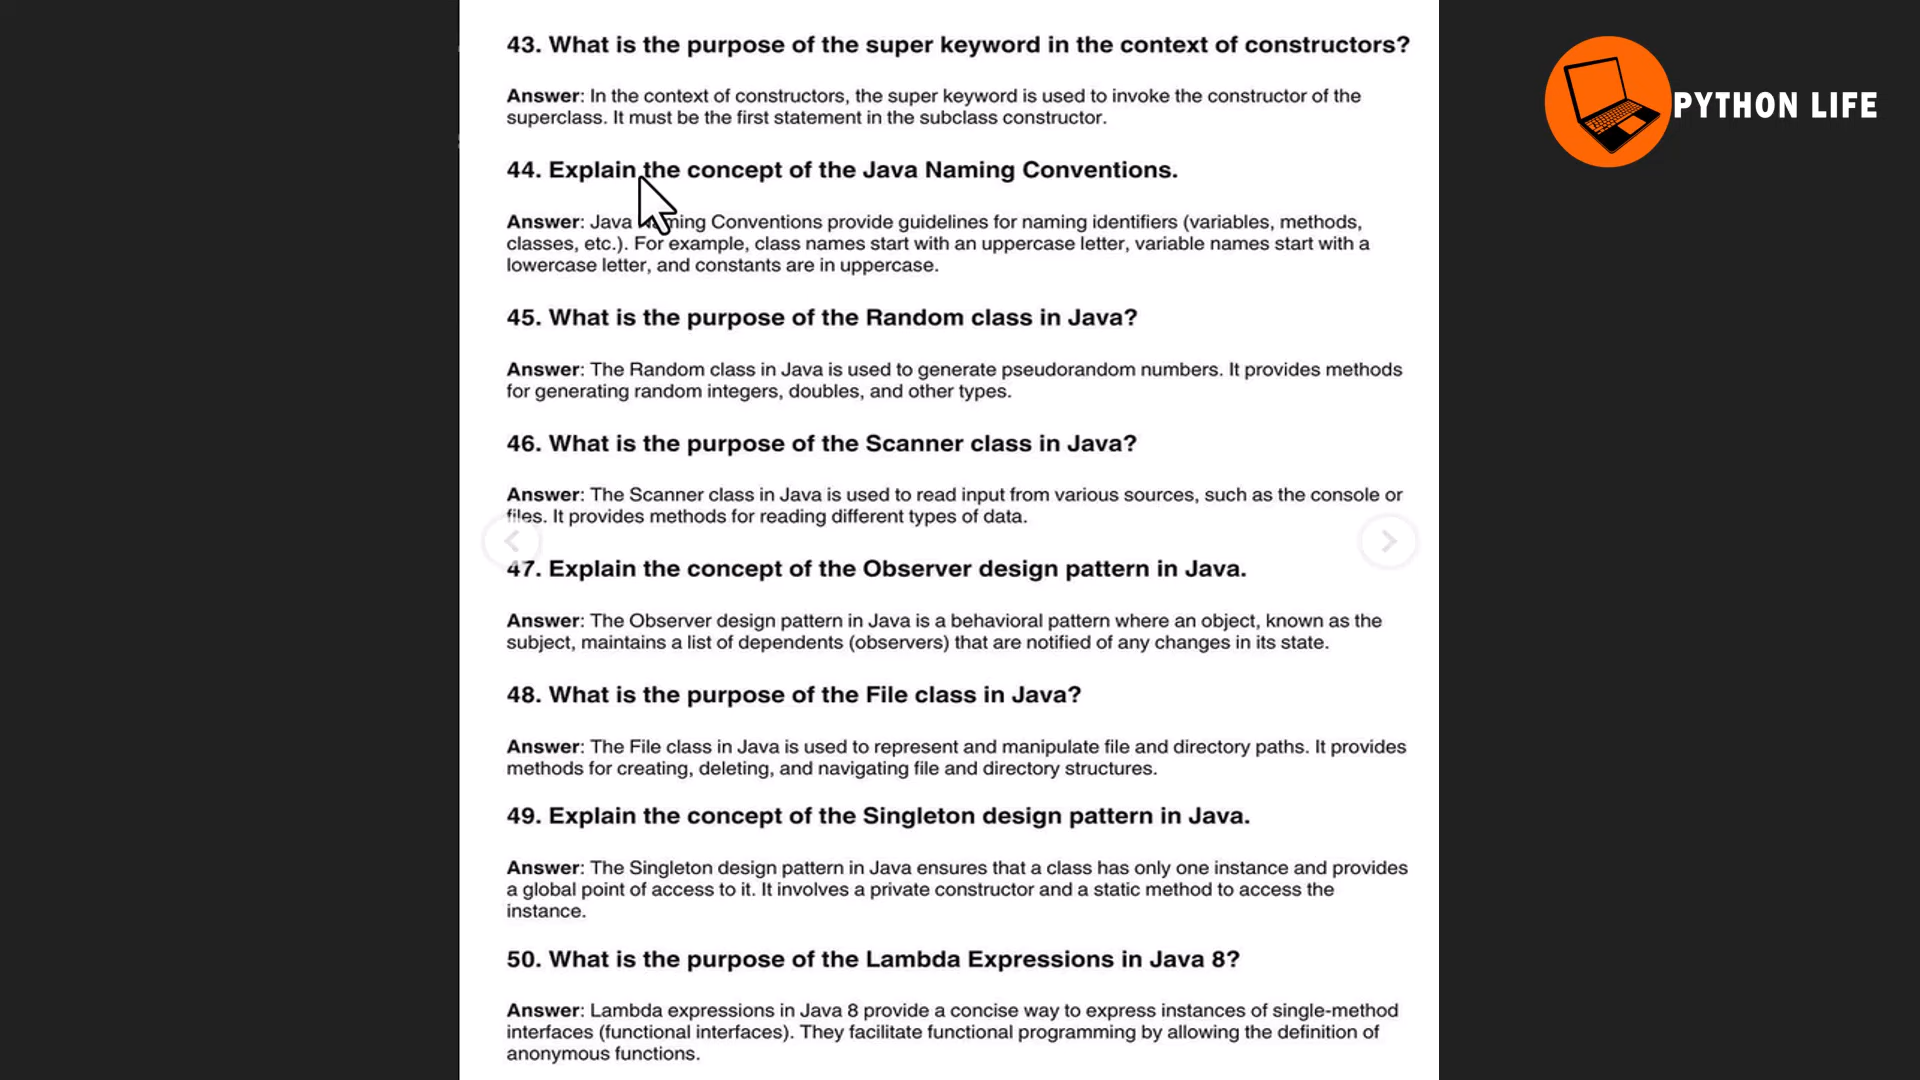 43. What is the purpose of the super keyword in the context of constructors?
Answer: In the context of constructors, the super keyword is used to invoke the constructor of the
superclass. It must be the first statement in the subclass constructor.
44. Explain the concept of the Java Naming Conventions.
Answer: Java Naming Conventions provide guidelines for naming identifiers (variables, methods,
classes, etc.). For example, class names start with an uppercase letter, variable names start with a
lowercase letter, and constants are in uppercase.
45. What is the purpose of the Random class in Java?
Answer: The Random class in Java is used to generate pseudorandom numbers. It provides methods
for generating random integers, doubles, and other types.
46. What is the purpose of the Scanner class in Java?
Answer: The Scanner class in Java is used to read input from various sources, such as the console or
files. It provides methods for reading different types of data.
47. Explain the concept of the Observer design pattern in Java.
Answer: The Observer design pattern in Java is a behavioral pattern where an object, known as the
subject, maintains a list of dependents (observers) that are notified of any changes in its state.
48. What is the purpose of the File class in Java?
Answer: The File class in Java is used to represent and manipulate file and directory paths. It provides
methods for creating, deleting, and navigating file and directory structures.
49. Explain the concept of the Singleton design pattern in Java.
Answer: The Singleton design pattern in Java ensures that a class has only one instance and provides
a global point of access to it. It involves a private constructor and a static method to access the
instance.
50. What is the purpose of the Lambda Expressions in Java 8?
Answer: Lambda expressions in Java 8 provide a concise way to express instances of single-method
interfaces (functional interfaces). They facilitate functional programming by allowing the definition of
anonymous functions.
PYTHON LIFE